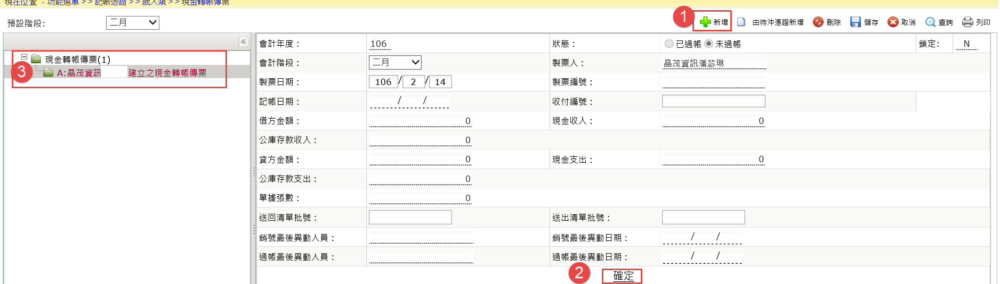 現在位置 : 功能選單 >> 記帳憑證 >> 歲入類 >> 現金轉帳傳票
預設階段: 二月
1 新增 由待沖憑證新增 刪除 儲存 取消 查詢 列印
現金轉帳傳票(1)
3 A:晶茂資訊 建立之現金轉帳傳票
會計年度： 106 狀態： 已過帳 未過帳 鎖定: N
會計階段： 二月 製票人： 晶茂資訊潘苾琳
製票日期： 106 / 2 / 14 製票編號：
記帳日期： / / 收付編號：
借方金額： 0 現金收入： 0
公庫存款收入： 0
貸方金額： 0 現金支出： 0
公庫存款支出： 0
單據張數： 0
送回清單批號： 送出清單批號：
銷號最後異動人員： 銷號最後異動日期： / /
過帳最後異動人員： 過帳最後異動日期： / /
2 確定